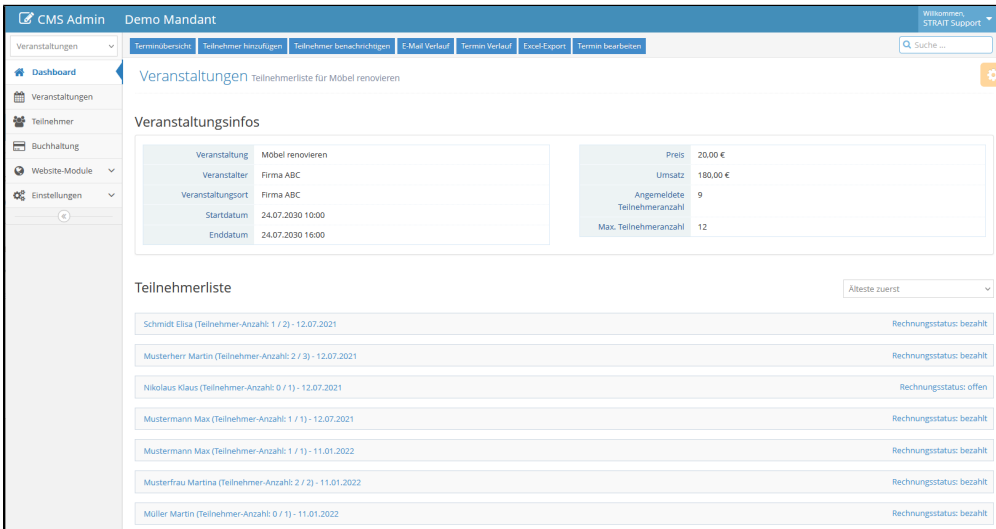 CMS Admin Demo Mandant
Willkommen,
STRAIT Support
Veranstaltungen
Terminübersicht Teilnehmer hinzufügen Teilnehmer benachrichtigen E-Mail Verlauf Termin Verlauf Excel-Export Termin bearbeiten
Suche ...
Dashboard
Veranstaltungen
Teilnehmer
Buchhaltung
Website-Module
Einstellungen
Veranstaltungen Teilnehmerliste für Möbel renovieren
Veranstaltungsinfos
Veranstaltung Möbel renovieren
Veranstalter Firma ABC
Veranstaltungsort Firma ABC
Startdatum 24.07.2030 10:00
Enddatum 24.07.2030 16:00
Preis 20,00 €
Umsatz 180,00 €
Angemeldete 9
Teilnehmeranzahl
Max. Teilnehmeranzahl 12
Teilnehmerliste
Älteste zuerst
Schmidt Elisa (Teilnehmer-Anzahl: 1 / 2) - 12.07.2021 Rechnungsstatus: bezahlt
Musterherr Martin (Teilnehmer-Anzahl: 2 / 3) - 12.07.2021 Rechnungsstatus: bezahlt
Nikolaus Klaus (Teilnehmer-Anzahl: 0 / 1) - 12.07.2021 Rechnungsstatus: offen
Mustermann Max (Teilnehmer-Anzahl: 1 / 1) - 12.07.2021 Rechnungsstatus: bezahlt
Mustermann Max (Teilnehmer-Anzahl: 1 / 1) - 11.01.2022 Rechnungsstatus: bezahlt
Musterfrau Martina (Teilnehmer-Anzahl: 2 / 2) - 11.01.2022 Rechnungsstatus: bezahlt
Müller Martin (Teilnehmer-Anzahl: 0 / 1) - 11.01.2022 Rechnungsstatus: bezahlt